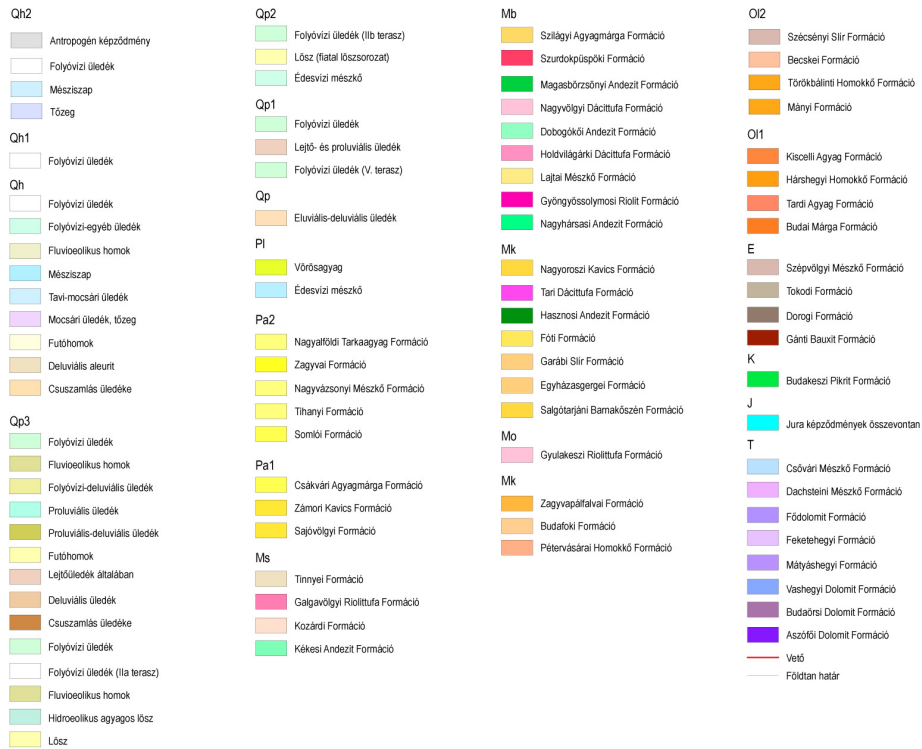 Qh2
Antropogén képződmény
Folyóvízi üledék
Mésziszap
Tőzeg
Qh1
Folyóvízi üledék
Qh
Folyóvízi üledék
Folyóvízi-egyéb üledék
Fluvioeolikus homok
Mésziszap
Tavi-mocsári üledék
Mocsári üledék, tőzeg
Futóhomok
Deluviális aleurit
Csuszamlás üledéke
Qp3
Folyóvízi üledék
Fluvioeolikus homok
Folyóvízi-deluviális üledék
Proluviális üledék
Proluviális-deluviális üledék
Futóhomok
Lejtőüledék általában
Deluviális üledék
Csuszamlás üledéke
Folyóvízi üledék
Folyóvízi üledék (IIa terasz)
Fluvioeolikus homok
Hidroeolikus agyagos lösz
Lösz
Qp2
Folyóvízi üledék (IIb terasz)
Lösz (fiatal löszsorozat)
Édesvízi mészkő
Qp1
Folyóvízi üledék
Lejtő- és proluviális üledék
Folyóvízi üledék (V. terasz)
Qp
Eluviális-deluviális üledék
Pl
Vörösagyag
Édesvízi mészkő
Pa2
Nagyalföldi Tarkaagyag Formáció
Zagyvai Formáció
Nagyvázsonyi Mészkő Formáció
Tihanyi Formáció
Somlói Formáció
Pa1
Csákvári Agyagmárga Formáció
Zámori Kavics Formáció
Sajóvölgyi Formáció
Ms
Tinnyei Formáció
Galgavölgyi Riolittufa Formáció
Kozárdi Formáció
Kékesi Andezit Formáció
Mb
Szilágyi Agyagmárga Formáció
Szurdokpüspöki Formáció
Magasbörzsönyi Andezit Formáció
Nagyvölgyi Dácittufa Formáció
Dobogókői Andezit Formáció
Holdvilágárki Dácittufa Formáció
Lajtai Mészkő Formáció
Gyöngyössolymosi Riolit Formáció
Nagyhársasi Andezit Formáció
Mk
Nagyoroszi Kavics Formáció
Tari Dácittufa Formáció
Hasznosi Andezit Formáció
Fóti Formáció
Garábi Slír Formáció
Egyházasgergei Formáció
Salgótarjáni Barnakőszén Formáció
Mo
Gyulakeszi Riolittufa Formáció
Mk
Zagyvapálfalvai Formáció
Budafoki Formáció
Pétervásárai Homokkő Formáció
Ol2
Szécsényi Slír Formáció
Becskei Formáció
Törökbálinti Homokkő Formáció
Mányi Formáció
Ol1
Kiscelli Agyag Formáció
Hárshegyi Homokkő Formáció
Tardi Agyag Formáció
Budai Márga Formáció
E
Szépvölgyi Mészkő Formáció
Tokodi Formáció
Dorogi Formáció
Gánti Bauxit Formáció
K
Budakeszi Pikrit Formáció
J
Jura képződmények összevontan
T
Csővári Mészkő Formáció
Dachsteini Mészkő Formáció
Fődolomit Formáció
Feketehegyi Formáció
Mátyáshegyi Formáció
Vashegyi Dolomit Formáció
Budaörsi Dolomit Formáció
Aszófői Dolomit Formáció
Vető
Földtan határ